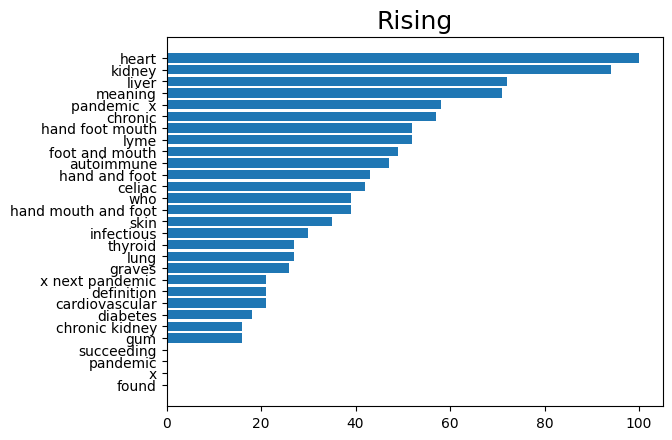 Rising
heart
kidney
liver
meaning
pandemic  x
chronic
hand foot mouth
lyme
foot and mouth
autoimmune
hand and foot
celiac
who
hand mouth and foot
skin
infectious
thyroid
lung
graves
x next pandemic
definition
cardiovascular
diabetes
chronic kidney
gum
succeeding
pandemic
x
found
0 20 40 60 80 100